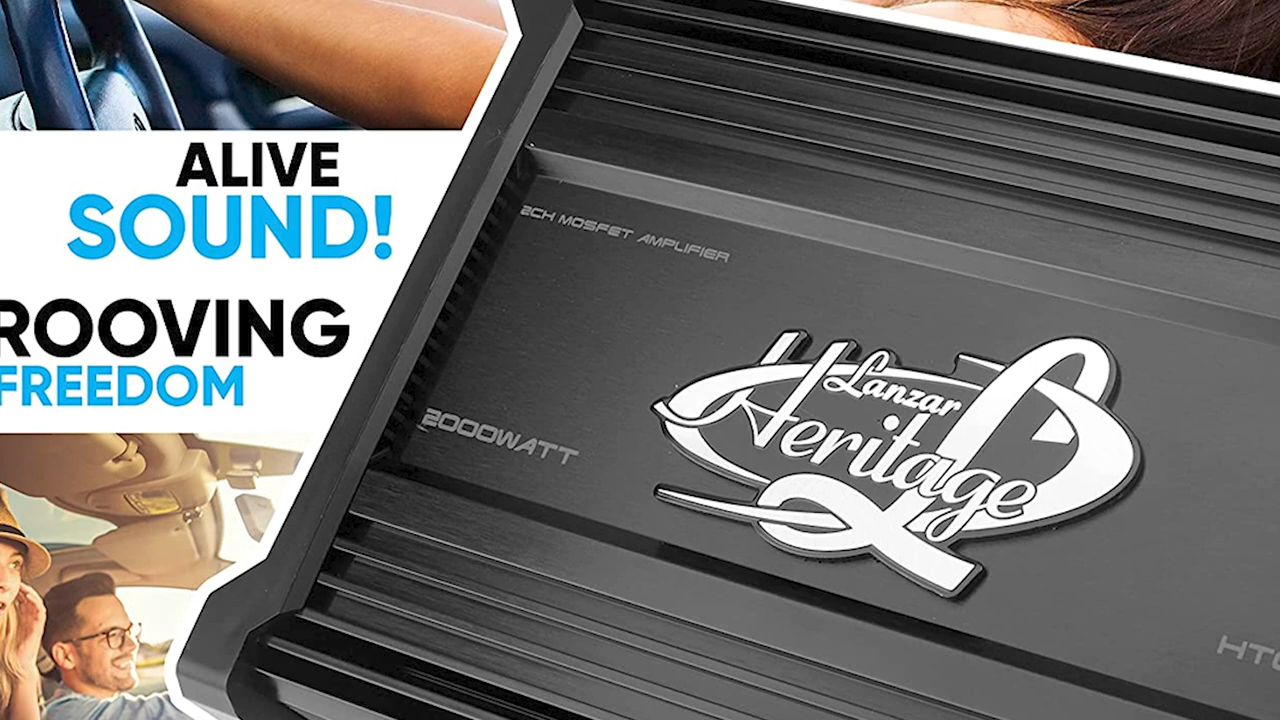 ALIVE
SOUND!
ROOVING
FREEDOM
2CH MOSFET AMPLIFIER
Lanzar
Heritage
2000WATT